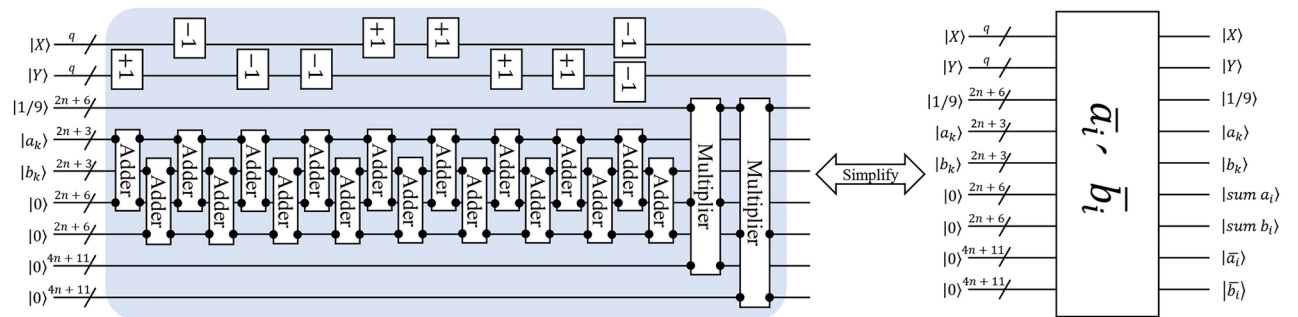 |X⟩ q −1 +1 +1 −1
|Y⟩ q +1 −1 −1 +1 +1 −1
|1/9⟩ 2n + 6
|a_k⟩ 2n + 3
Adder Adder Adder Adder Adder Adder Adder Adder Adder
|b_k⟩ 2n + 3
Adder Adder Adder Adder Adder Adder Adder Adder Adder
Multiplier Multiplier
|0⟩ 2n + 6
|0⟩ 2n + 6
|0⟩ 4n + 11
|0⟩ 4n + 11
Simplify
|X⟩ q |X⟩
|Y⟩ q |Y⟩
|1/9⟩ 2n + 6 |1/9⟩
|a_k⟩ 2n + 3 |a_k⟩
|b_k⟩ 2n + 3 |b_k⟩
|0⟩ 2n + 6 |sum a_i⟩
|0⟩ 2n + 6 |sum b_i⟩
|0⟩ 4n + 11 |a̅_i⟩
|0⟩ 4n + 11 |b̅_i⟩
a̅_i, b̅_i